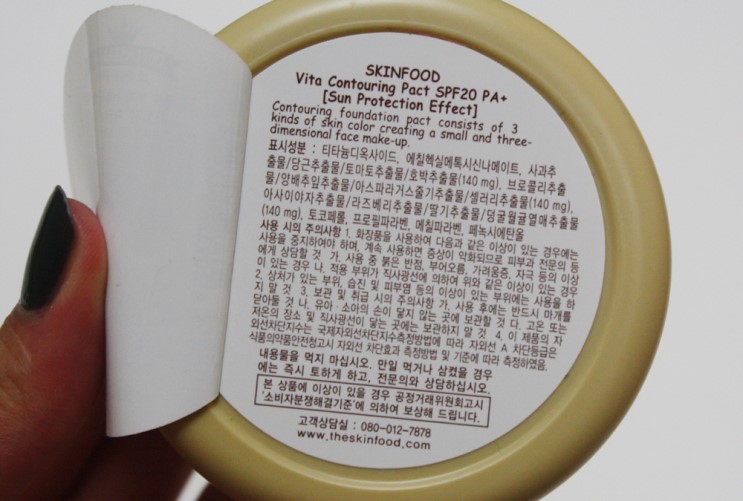 SKINFOOD
Vita Contouring Pact SPF20 PA+
[Sun Protection Effect]
Contouring foundation pact consists of 3
kinds of skin color creating a small and three-
dimensional face make-up.
표시성분 : 티타늄디옥사이드, 에칠헥실메톡시신나메이트, 사과추
출물/당근추출물/토마토추출물/호박추출물(140 mg), 브로콜리추출
물/양배추잎추출물/아스파라거스줄기추출물/셀러리추출물(140 mg),
아사이야자추출물/라즈베리추출물/딸기추출물/덩굴월귤열매추출물
(140 mg), 토코페롤, 프로필파라벤, 메칠파라벤, 페녹시에탄올
사용 시의 주의사항 1. 화장품을 사용하여 다음과 같은 이상이 있는 경우에는
사용을 중지하여야 하며, 계속 사용하면 증상이 악화되므로 피부과 전문의 등
에게 상담할 것 가. 사용 중 붉은 반점, 부어오름, 가려움증, 자극 등의 이상
이 있는 경우 나. 적용 부위가 직사광선에 의하여 위와 같은 이상이 있는 경우
2. 상처가 있는 부위, 습진 및 피부염 등의 이상이 있는 부위에는 사용을 하
지 말 것 3. 보관 및 취급 시의 주의사항 가. 사용 후에는 반드시 마개를
닫아둘 것 나. 유아·소아의 손이 닿지 않는 곳에 보관할 것 다. 고온 또는
저온의 장소 및 직사광선이 닿는 곳에는 보관하지 말 것 4. 이 제품의 자
외선차단지수는 국제자외선차단지수측정방법에 따라 자외선 A 차단등급은
식품의약품안전청고시 자외선 차단효과 측정방법 및 기준에 따라 측정하였음.
내용물을 먹지 마십시오. 만일 먹거나 삼켰을 경우
에는 즉시 토하게 하고, 전문의와 상담하십시오.
본 상품에 이상이 있을 경우 공정거래위원회고시
'소비자분쟁해결기준'에 의하여 보상해 드립니다.
고객상담실 : 080-012-7878
www.theskinfood.com